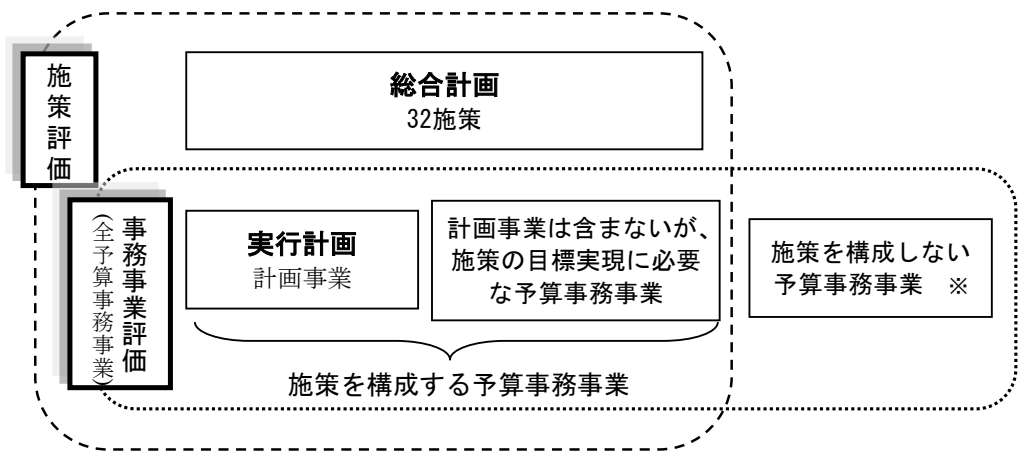 施策評価
総合計画
32施策
事務事業評価
(全予算事務事業)
実行計画
計画事業
計画事業は含まないが、
施策の目標実現に必要
な予算事務事業
施策を構成しない
予算事務事業　※
施策を構成する予算事務事業